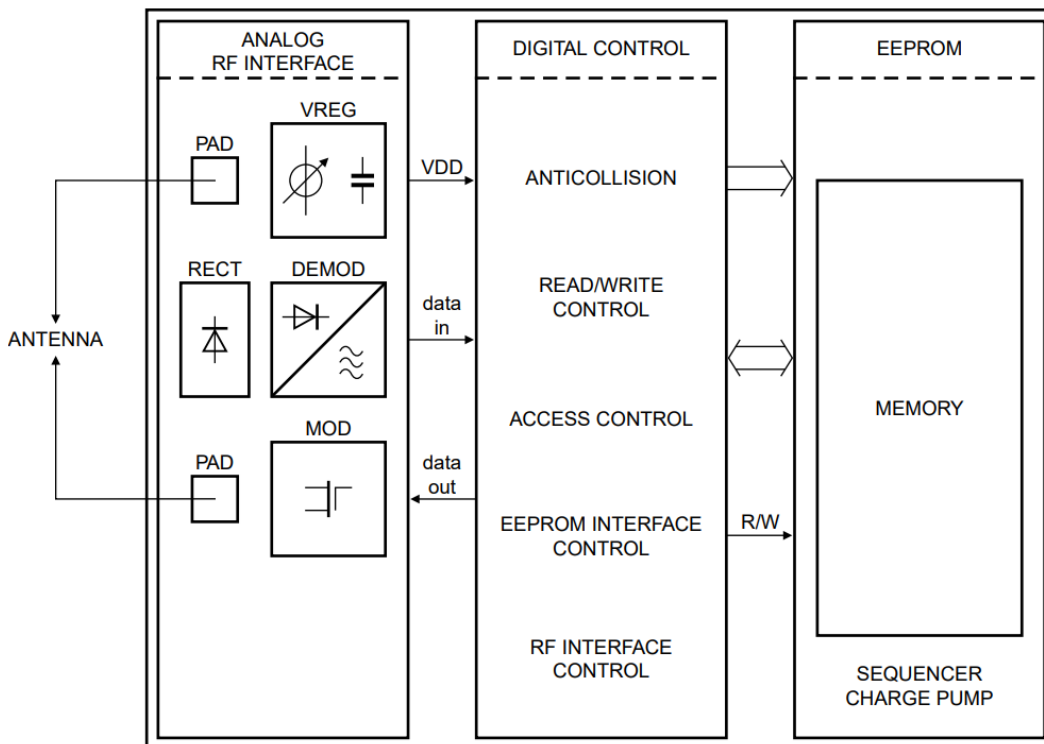 ANALOG
RF INTERFACE
VREG
PAD
RECT
DEMOD
MOD
PAD
ANTENNA
VDD
data
in
data
out
DIGITAL CONTROL
ANTICOLLISION
READ/WRITE
CONTROL
ACCESS CONTROL
EEPROM INTERFACE
CONTROL
RF INTERFACE
CONTROL
R/W
EEPROM
MEMORY
SEQUENCER
CHARGE PUMP